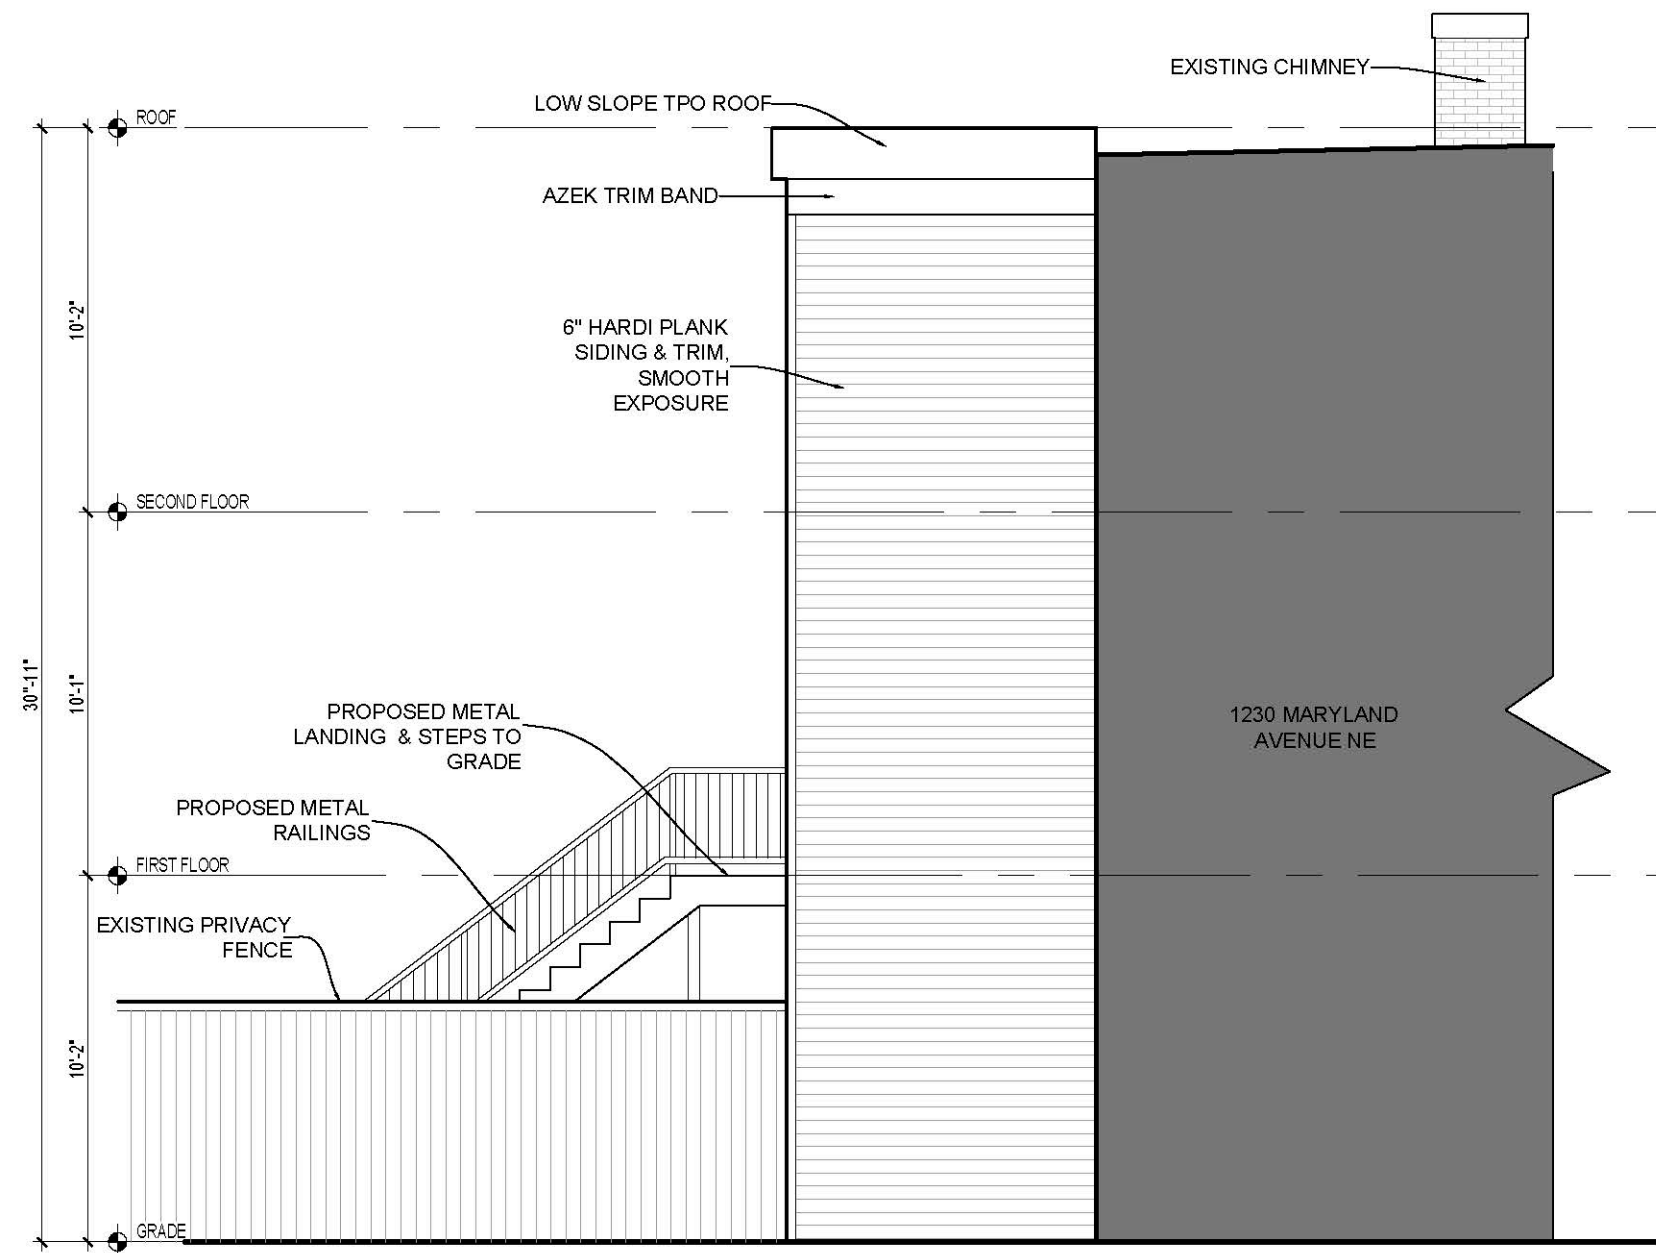 EXISTING CHIMNEY
LOW SLOPE TPO ROOF
ROOF
AZEK TRIM BAND
10'-2"
6" HARDI PLANK
SIDING & TRIM,
SMOOTH
EXPOSURE
SECOND FLOOR
30"-11"
10'-1"
PROPOSED METAL
LANDING & STEPS TO
GRADE
1230 MARYLAND
AVENUE NE
PROPOSED METAL
RAILINGS
FIRST FLOOR
EXISTING PRIVACY
FENCE
10'-2"
GRADE